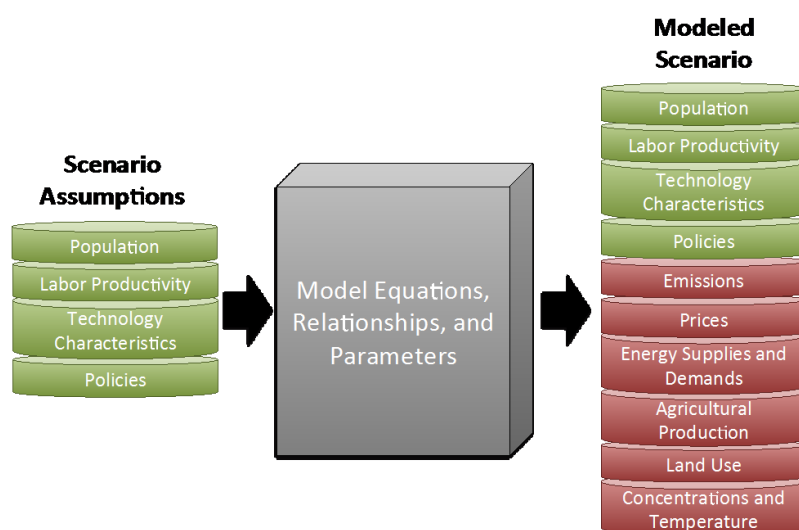 Scenario
Assumptions
Population
Labor Productivity
Technology
Characteristics
Policies
Model Equations,
Relationships, and
Parameters
Modeled
Scenario
Population
Labor Productivity
Technology
Characteristics
Policies
Emissions
Prices
Energy Supplies and
Demands
Agricultural
Production
Land Use
Concentrations and
Temperature